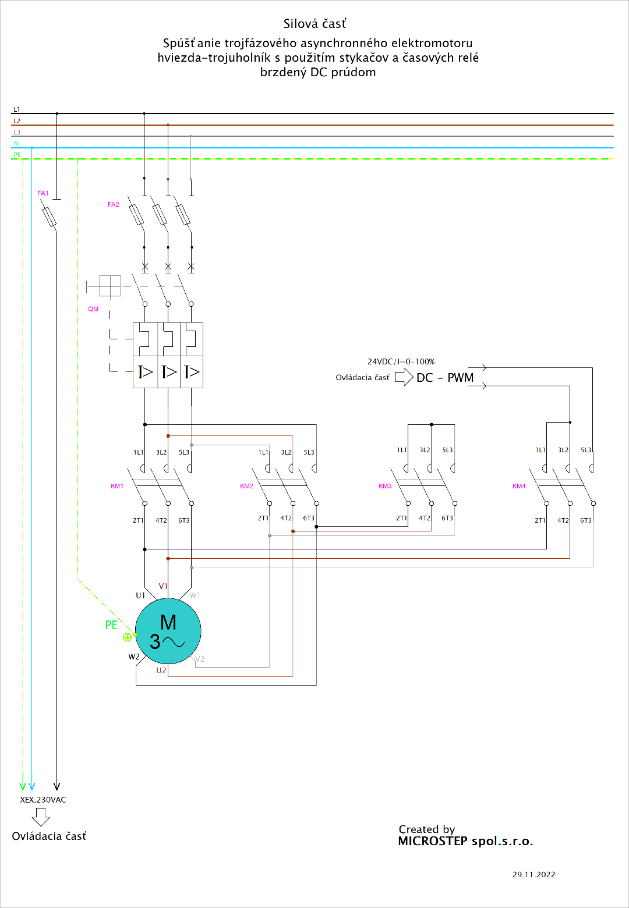 Silová časť
Spúšťanie trojfázového asynchronného elektromotoru
hviezda-trojuholník s použitím stykačov a časových relé
brzdený DC prúdom
L1
L2
L3
N
PE
FA1
FA2
QM
I> I> I>
24VDC/I=0-100%
Ovládacia časť DC - PWM
1L1 3L2 5L3 1L1 3L2 5L3 1L1 3L2 5L3 1L1 3L2 5L3
KM1 KM2 KM3 KM4
2T1 4T2 6T3 2T1 4T2 6T3 2T1 4T2 6T3 2T1 4T2 6T3
V1
U1 W1
PE
M
3
W2 V2
U2
XEX.230VAC
Ovládacia časť
Created by
MICROSTEP spol.s.r.o.
29.11.2022